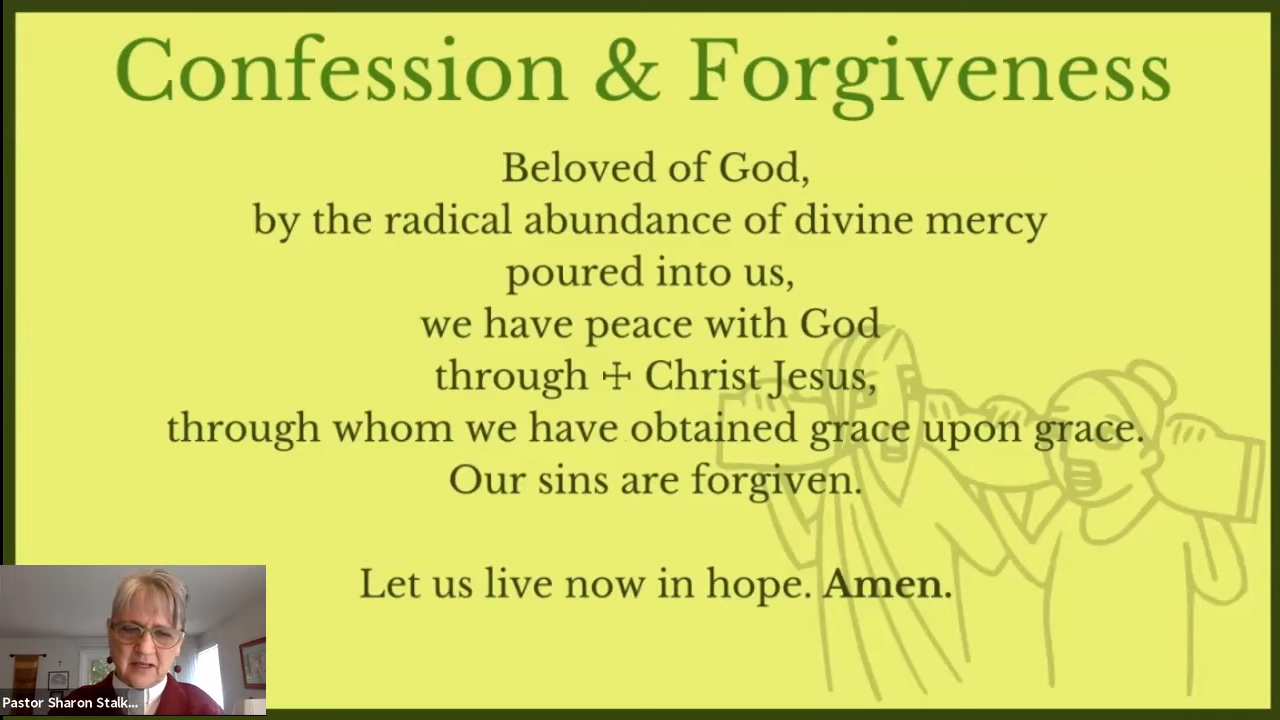 Confession & Forgiveness
Beloved of God,
by the radical abundance of divine mercy
poured into us,
we have peace with God
through ☩ Christ Jesus,
through whom we have obtained grace upon grace.
Our sins are forgiven.
Let us live now in hope. Amen.
Pastor Sharon Stalk...